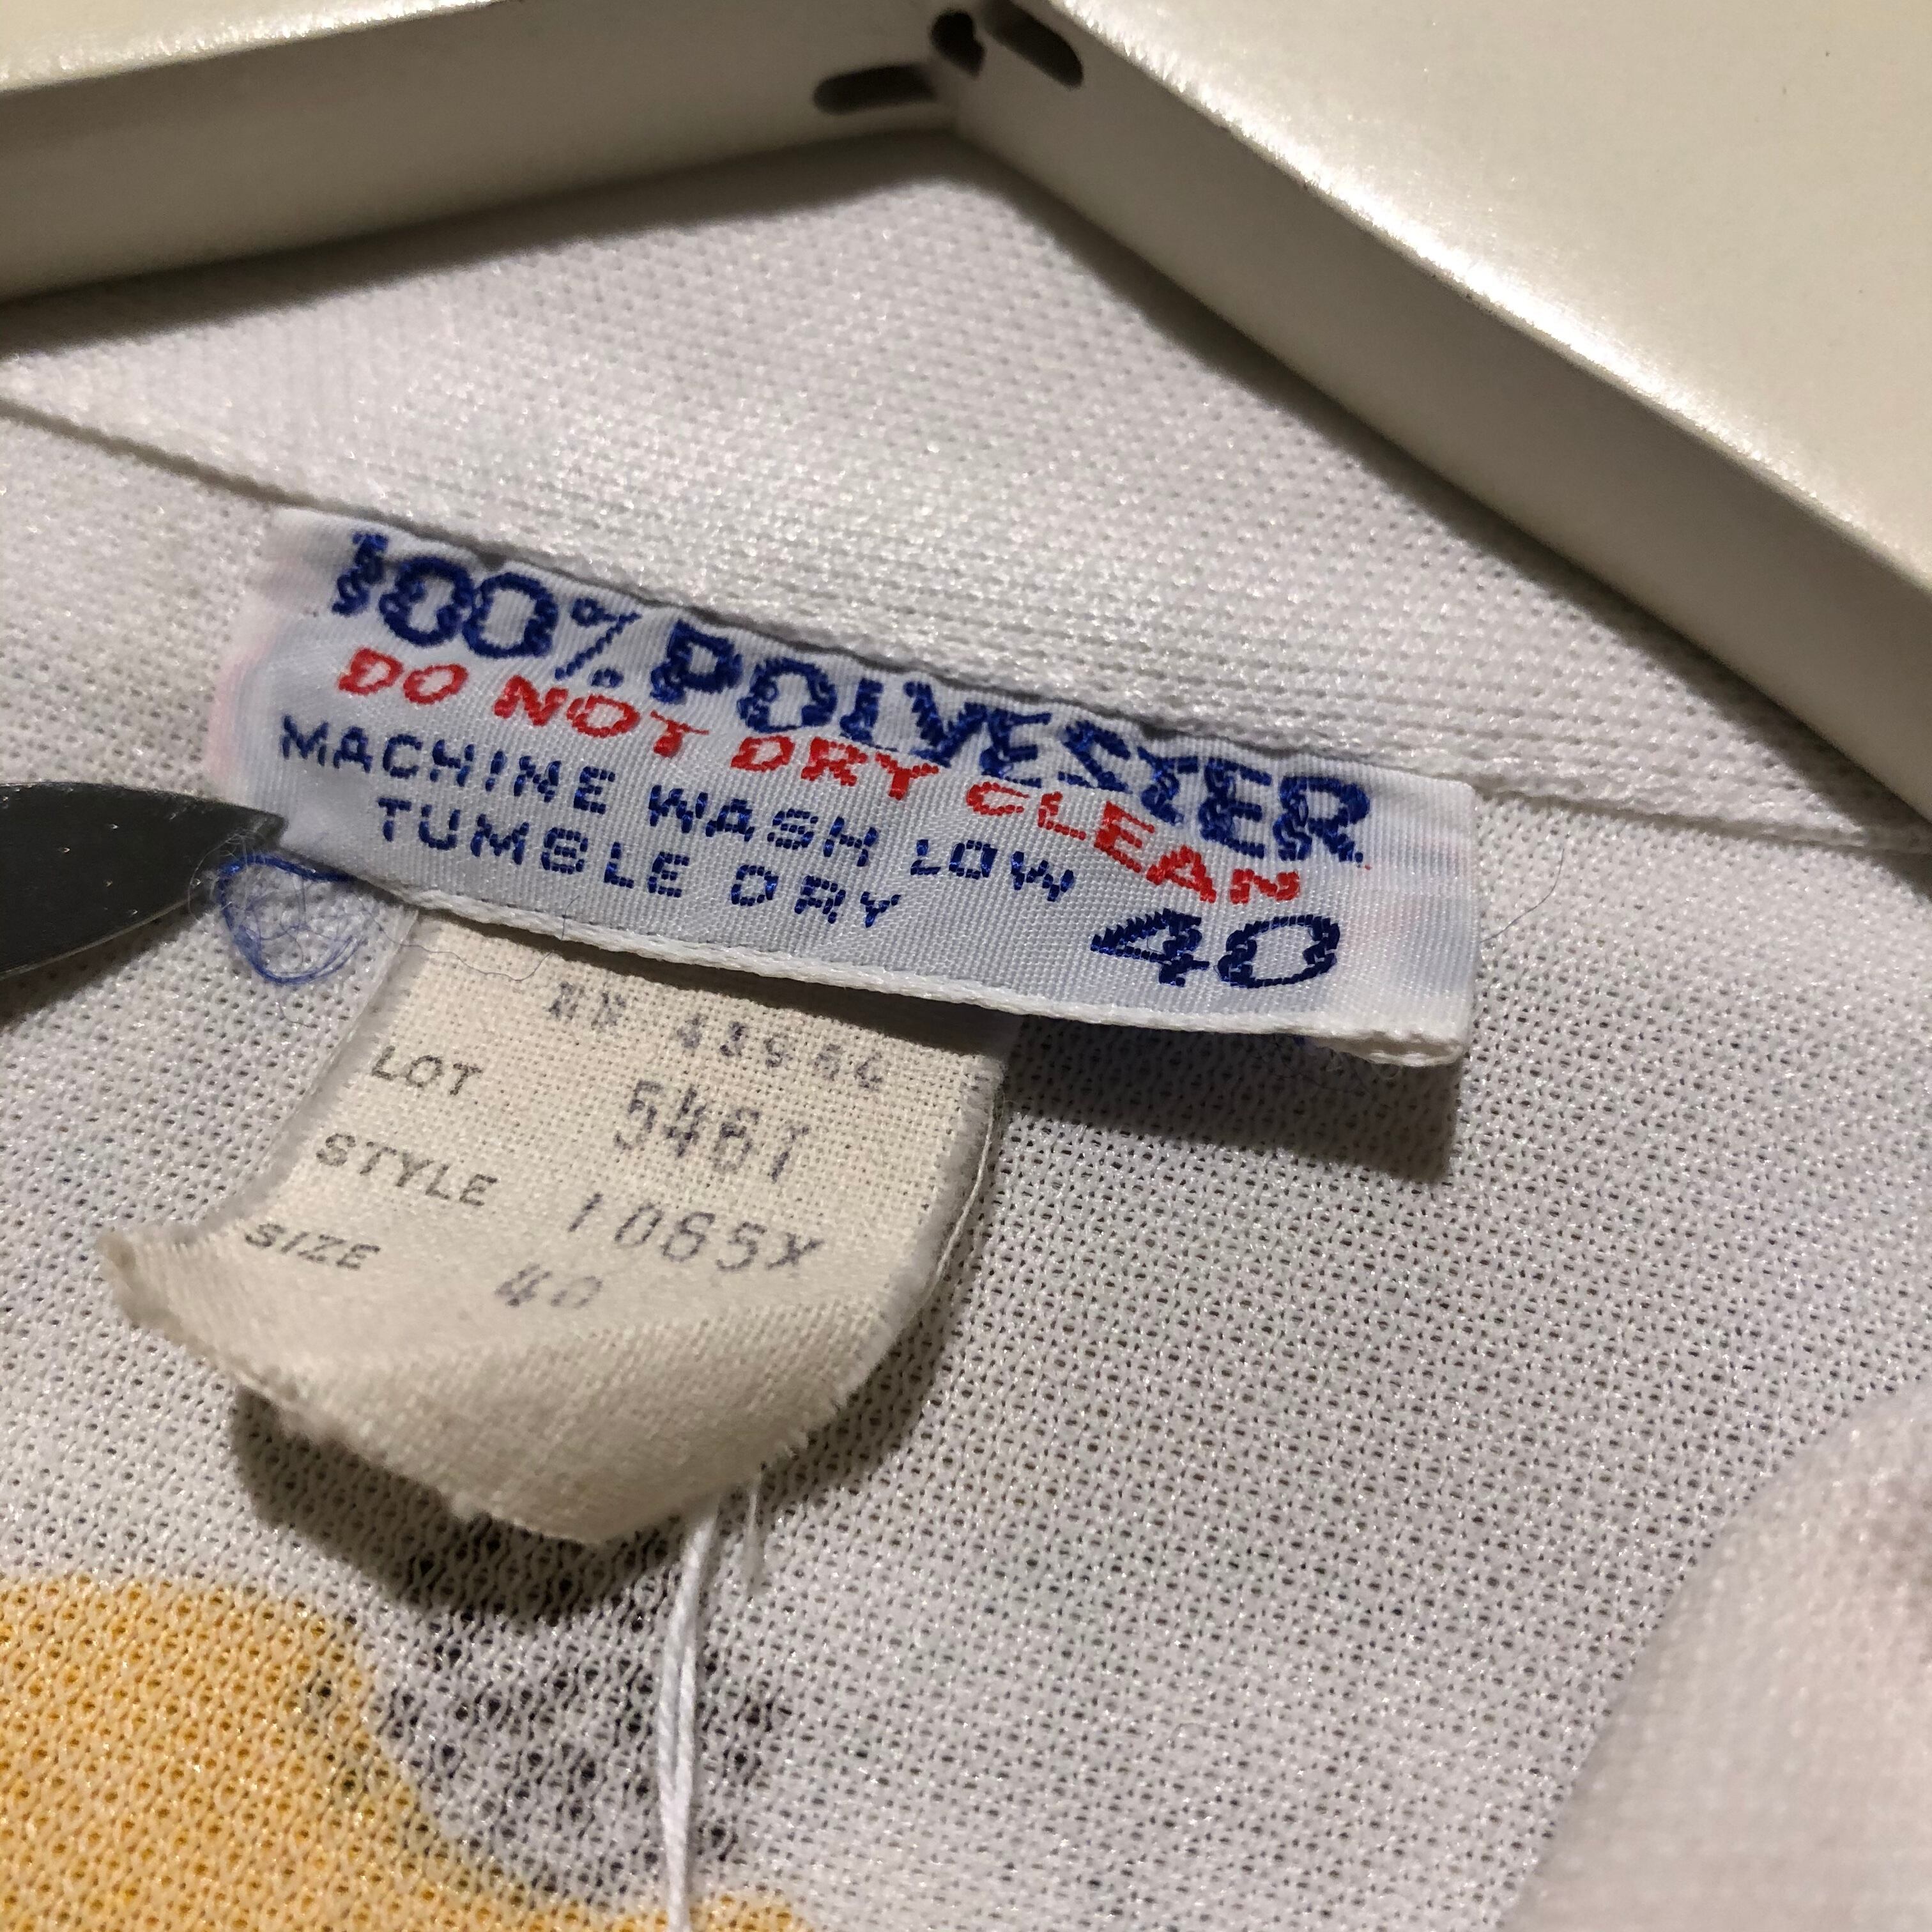 100% POLYESTER
DO NOT DRY CLEAN
MACHINE WASH LOW
TUMBLE DRY
40
LOT 5461
STYLE 1065X
SIZE 40